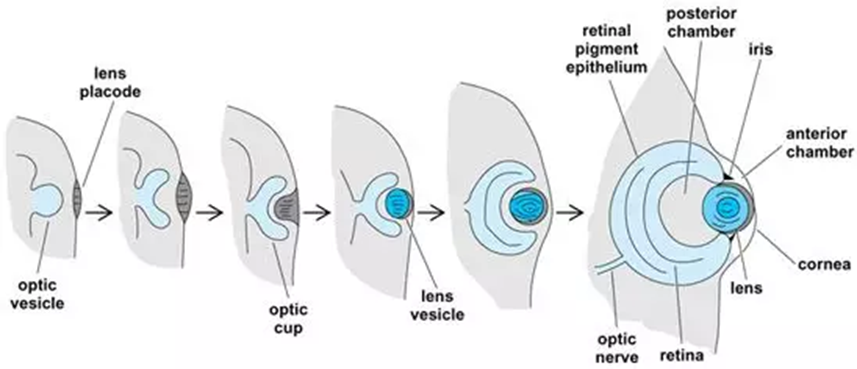 lens
placode
optic
vesicle
optic
cup
lens
vesicle
retinal
pigment
epithelium
posterior
chamber
iris
anterior
chamber
cornea
lens
optic
nerve
retina